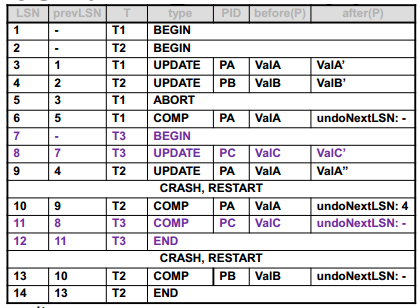 LSN prevLSN T type PID before(P) after(P)
1 - T1 BEGIN
2 - T2 BEGIN
3 1 T1 UPDATE PA ValA ValA’
4 2 T2 UPDATE PB ValB ValB’
5 3 T1 ABORT
6 5 T1 COMP PA ValA undoNextLSN: -
7 - T3 BEGIN
8 7 T3 UPDATE PC ValC ValC’
9 4 T2 UPDATE PA ValA ValA”
CRASH, RESTART
10 9 T2 COMP PA ValA undoNextLSN: 4
11 8 T3 COMP PC ValC undoNextLSN: -
12 11 T3 END
CRASH, RESTART
13 10 T2 COMP PB ValB undoNextLSN: -
14 13 T2 END